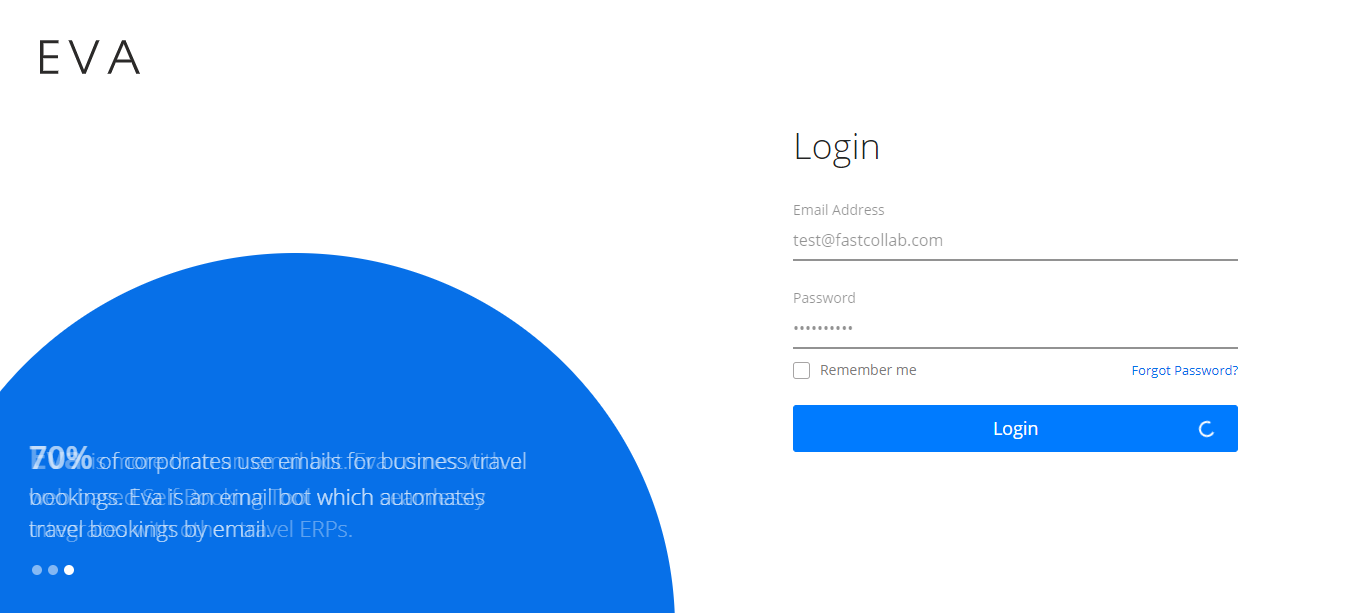 EVA
Login
Email Address
test@fastcollab.com
Password
Remember me
Forgot Password?
Login
70% of corporates use emails for business travel
bookings. Eva is an email bot which automates
travel bookings by email.